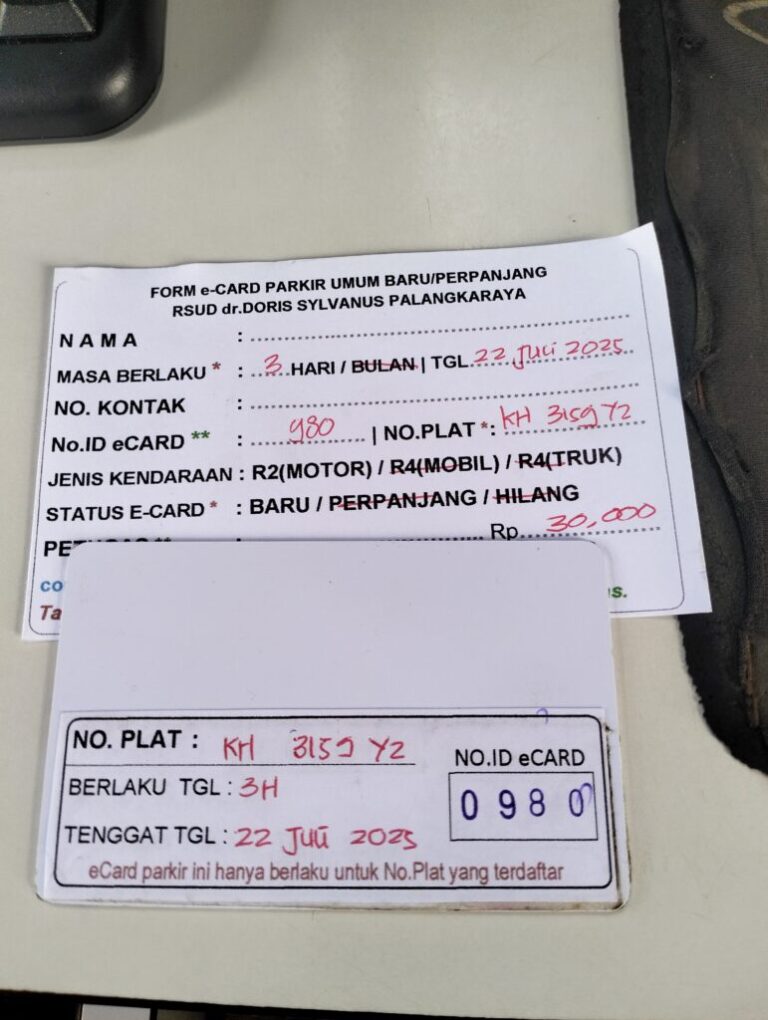 FORM e-CARD PARKIR UMUM BARU/PERPANJANG
RSUD dr.DORIS SYLVANUS PALANGKARAYA
N A M A : ....................
MASA BERLAKU * : ...3...HARI / BULAN | TGL...22 Juli 2025...
NO. KONTAK : ....................
No.ID eCARD ** : ...980... | NO.PLAT *: KH 3159 YZ
JENIS KENDARAAN : R2(MOTOR) / R4(MOBIL) / R4(TRUK)
STATUS E-CARD * : BARU / PERPANJANG / HILANG
Rp...30,000...
NO. PLAT : KH 3159 YZ
NO.ID eCARD
BERLAKU TGL : 3H
0980
TENGGAT TGL : 22 Juli 2025
eCard parkir ini hanya berlaku untuk No.Plat yang terdaftar